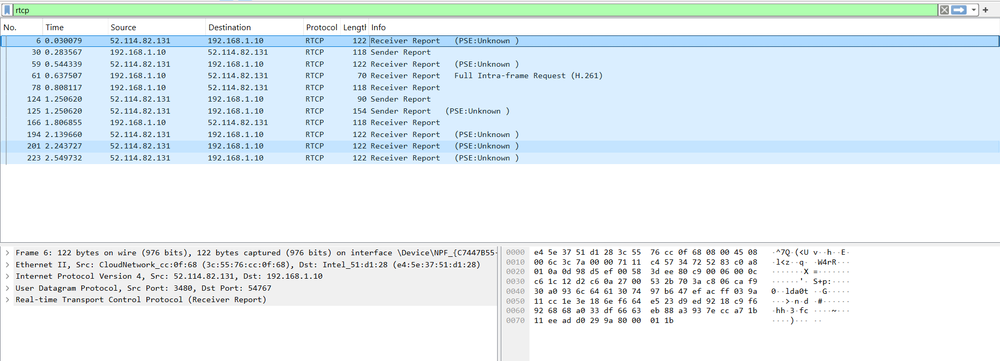 rtcp
No. Time Source Destination Protocol Length Info
6 0.030079 52.114.82.131 192.168.1.10 RTCP 122 Receiver Report (PSE:Unknown )
30 0.283567 192.168.1.10 52.114.82.131 RTCP 118 Sender Report
59 0.544339 52.114.82.131 192.168.1.10 RTCP 122 Receiver Report (PSE:Unknown )
61 0.637507 192.168.1.10 52.114.82.131 RTCP 70 Receiver Report Full Intra-frame Request (H.261)
78 0.808117 192.168.1.10 52.114.82.131 RTCP 118 Receiver Report
124 1.250620 52.114.82.131 192.168.1.10 RTCP 90 Sender Report
125 1.250620 52.114.82.131 192.168.1.10 RTCP 154 Sender Report (PSE:Unknown )
166 1.806855 192.168.1.10 52.114.82.131 RTCP 118 Receiver Report
194 2.139660 52.114.82.131 192.168.1.10 RTCP 122 Receiver Report (PSE:Unknown )
201 2.243727 52.114.82.131 192.168.1.10 RTCP 122 Receiver Report (PSE:Unknown )
223 2.549732 52.114.82.131 192.168.1.10 RTCP 122 Receiver Report (PSE:Unknown )
Frame 6: 122 bytes on wire (976 bits), 122 bytes captured (976 bits) on interface \Device\NPF_{C7447B55-
Ethernet II, Src: CloudNetwork_cc:0f:68 (3c:55:76:cc:0f:68), Dst: Intel_51:d1:28 (e4:5e:37:51:d1:28)
Internet Protocol Version 4, Src: 52.114.82.131, Dst: 192.168.1.10
User Datagram Protocol, Src Port: 3480, Dst Port: 54767
Real-time Transport Control Protocol (Receiver Report)
0000 e4 5e 37 51 d1 28 3c 55 76 cc 0f 68 08 00 45 08 ·^7Q·(<U v··h··E·
0010 00 6c 3c 7a 00 00 71 11 c4 57 34 72 52 83 c0 a8 ·l<z··q· ·W4rR···
0020 01 0a 0d 98 d5 ef 00 58 3d ee 80 c9 00 06 00 0c ·······X =·······
0030 c6 1c 12 d2 c6 0a 27 00 53 2b 70 3a c8 06 ca f9 ······'· S+p:····
0040 30 a0 93 6c 64 61 30 74 97 b6 47 ef ac ff 03 9a 0··lda0t ··G·····
0050 11 cc 1e 3e 18 6e f6 64 e5 23 d9 ed 92 18 c9 f6 ···>·n·d ·#······
0060 92 68 68 a0 33 df 66 63 eb 88 a3 93 7e cc a7 1b ·hh·3·fc ····~···
0070 11 ee ad d0 29 9a 80 00 01 1b ····)··· ··